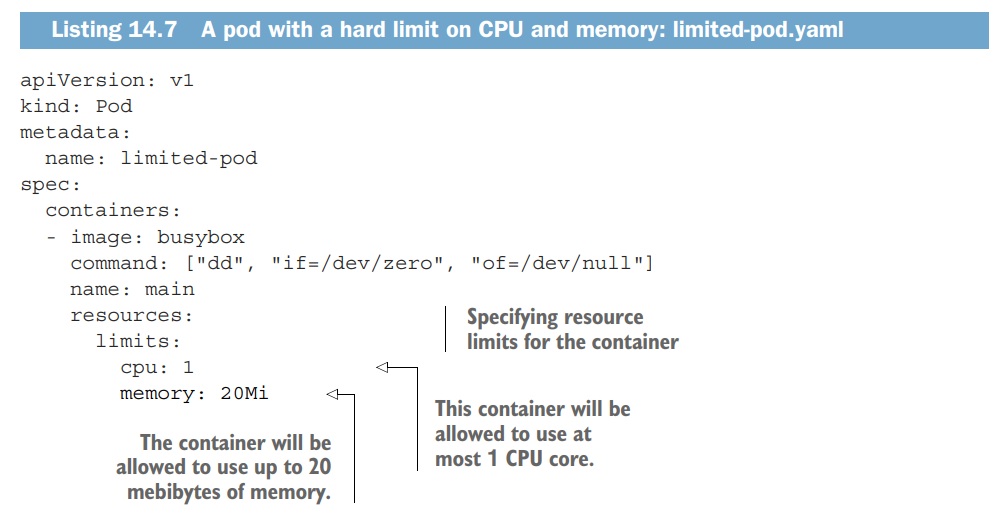 Listing 14.7 A pod with a hard limit on CPU and memory: limited-pod.yaml
apiVersion: v1
kind: Pod
metadata:
  name: limited-pod
spec:
  containers:
  - image: busybox
    command: ["dd", "if=/dev/zero", "of=/dev/null"]
    name: main
    resources:
      limits:
        cpu: 1
        memory: 20Mi
Specifying resource
limits for the container
This container will be
allowed to use at
most 1 CPU core.
The container will be
allowed to use up to 20
mebibytes of memory.